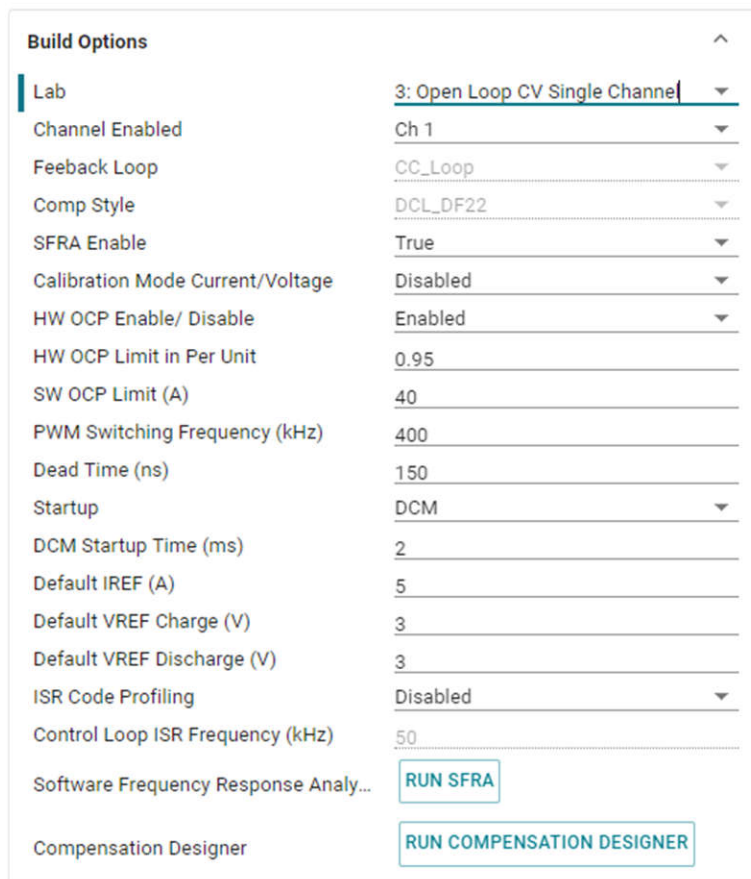 Build Options
Lab 3: Open Loop CV Single Channel
Channel Enabled Ch 1
Feeback Loop CC_Loop
Comp Style DCL_DF22
SFRA Enable True
Calibration Mode Current/Voltage Disabled
HW OCP Enable/ Disable Enabled
HW OCP Limit in Per Unit 0.95
SW OCP Limit (A) 40
PWM Switching Frequency (kHz) 400
Dead Time (ns) 150
Startup DCM
DCM Startup Time (ms) 2
Default IREF (A) 5
Default VREF Charge (V) 3
Default VREF Discharge (V) 3
ISR Code Profiling Disabled
Control Loop ISR Frequency (kHz) 50
Software Frequency Response Analy... RUN SFRA
Compensation Designer RUN COMPENSATION DESIGNER